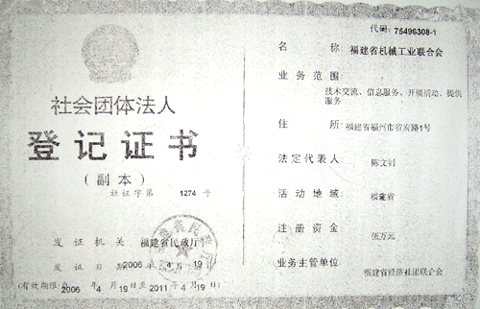 社会团体法人
登记证书
（副本）
社证字第 1274 号
发证机关 福建省民政厅
发证日期 2006 年 4 月 19 日
（有效期限：自 2006 年 4 月 19 日至 2011 年 4 月 19 日）
代码：75496308-1
名称：福建省机械工业联合会
业务范围：
技术交流、信息服务、开展活动、提供
服务
住所：福建省福州市省府路1号
法定代表人：陈文
活动地域：福建省
注册资金：伍万元
业务主管单位：
福建省经济社团联合会